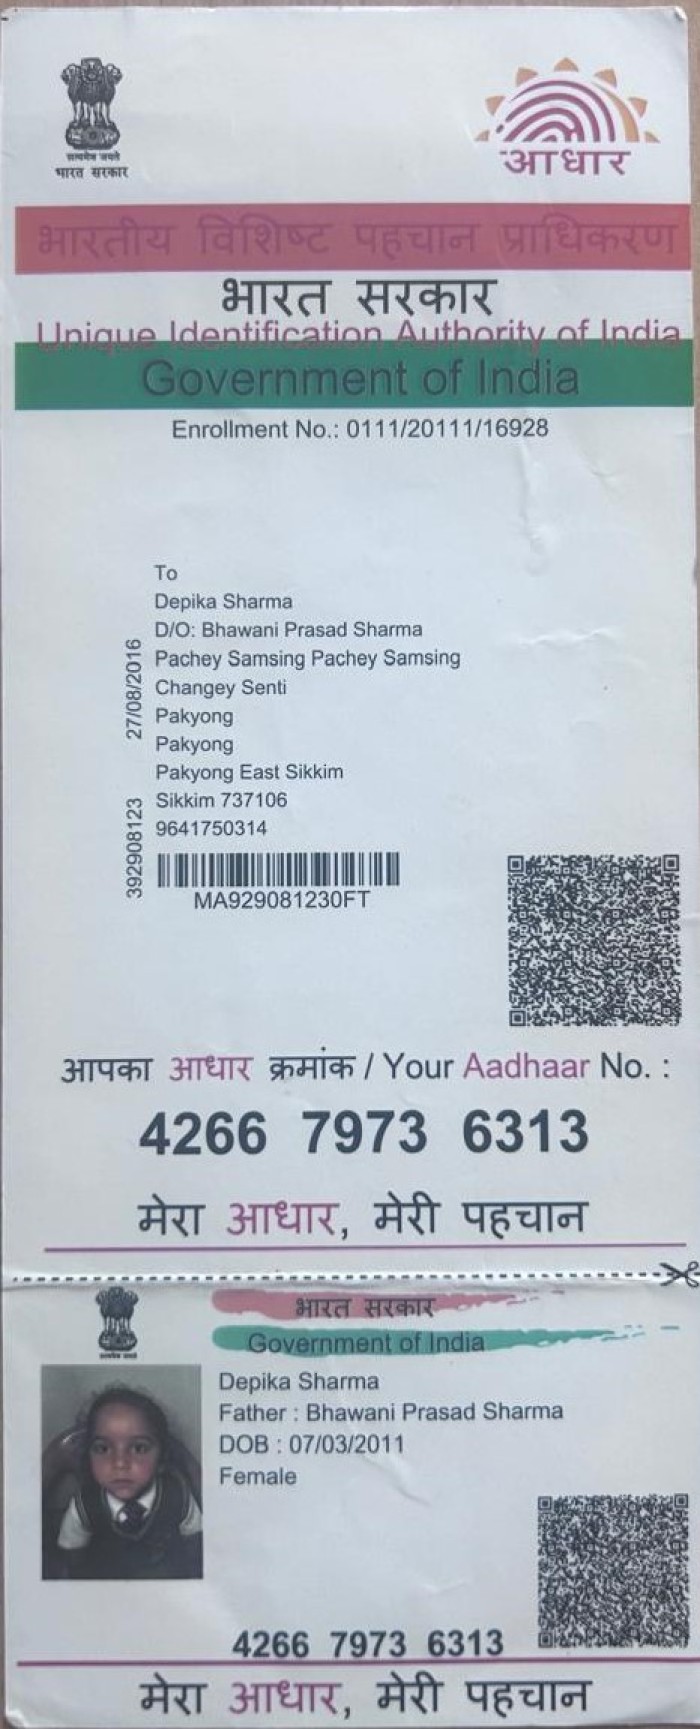 सत्यमेव जयते
भारत सरकार
आधार
भारतीय विशिष्ट पहचान प्राधिकरण
भारत सरकार
Unique Identification Authority of India
Government of India
Enrollment No.: 0111/20111/16928
To
Depika Sharma
D/O: Bhawani Prasad Sharma
Pachey Samsing Pachey Samsing
Changey Senti
Pakyong
Pakyong
Pakyong East Sikkim
Sikkim 737106
9641750314
27/08/2016
392908123
MA929081230FT
आपका आधार क्रमांक / Your Aadhaar No. :
4266 7973 6313
मेरा आधार, मेरी पहचान
सत्यमेव जयते
भारत सरकार
Government of India
Depika Sharma
Father : Bhawani Prasad Sharma
DOB : 07/03/2011
Female
4266 7973 6313
मेरा आधार, मेरी पहचान